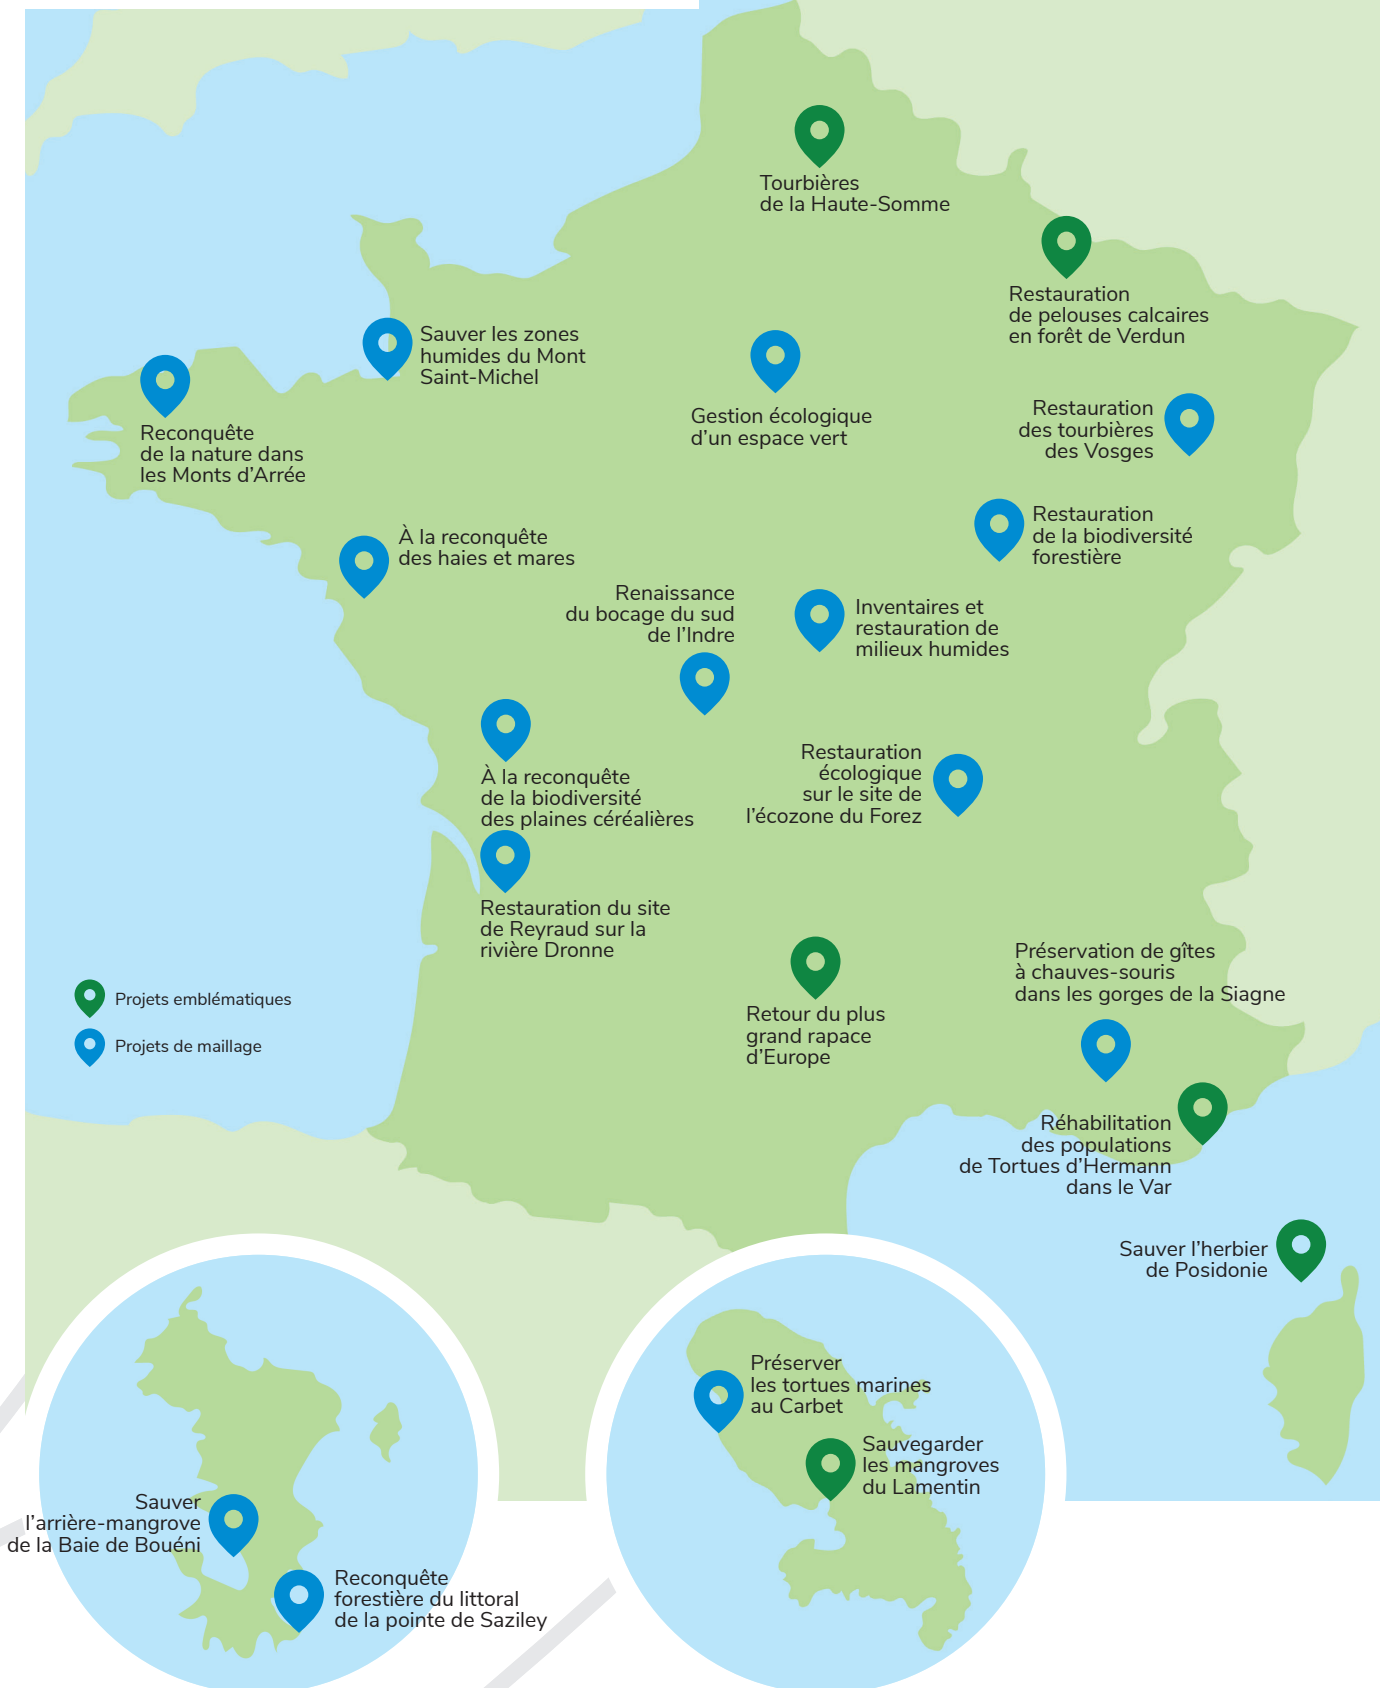 Tourbières
de la Haute-Somme
Restauration
de pelouses calcaires
en forêt de Verdun
Sauver les zones
humides du Mont
Saint-Michel
Reconquête
de la nature dans
les Monts d’Arrée
Gestion écologique
d’un espace vert
Restauration
des tourbières
des Vosges
Restauration
de la biodiversité
forestière
À la reconquête
des haies et mares
Renaissance
du bocage du sud
de l’Indre
Inventaires et
restauration de
milieux humides
À la reconquête
de la biodiversité
des plaines céréalières
Restauration
écologique
sur le site de
l’écozone du Forez
Restauration du site
de Reyraud sur la
rivière Dronne
Retour du plus
grand rapace
d’Europe
Préservation de gîtes
à chauves-souris
dans les gorges de la Siagne
Projets emblématiques
Projets de maillage
Réhabilitation
des populations
de Tortues d’Hermann
dans le Var
Sauver l’herbier
de Posidonie
Préserver
les tortues marines
au Carbet
Sauvegarder
les mangroves
du Lamentin
Sauver
l’arrière-mangrove
de la Baie de Bouéni
Reconquête
forestière du littoral
de la pointe de Saziley